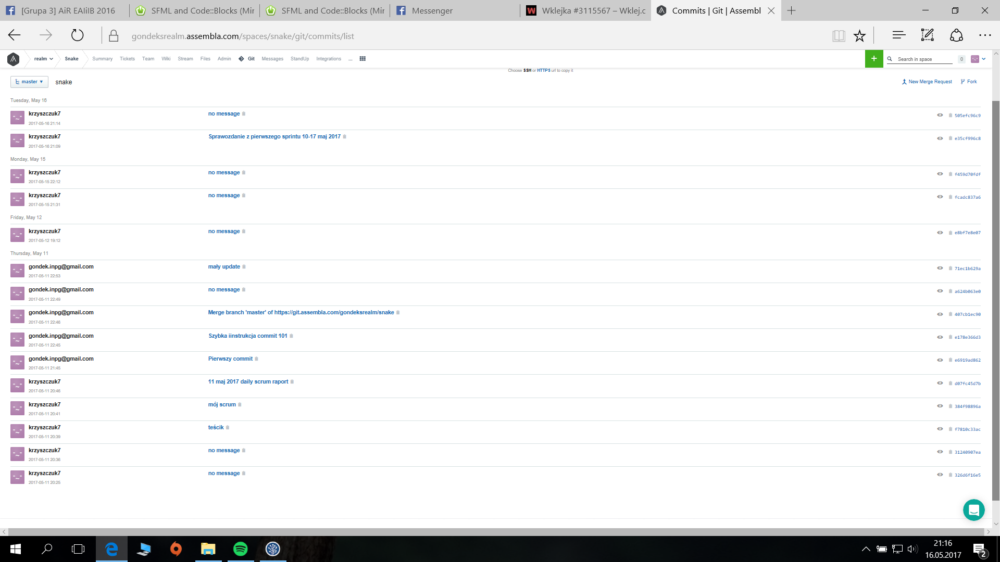 [Grupa 3] AiR EAIiIB 2016
SFML and Code::Blocks (Min
SFML and Code::Blocks (Min
Messenger
Wklejka #3115567 – Wklej.o
Commits | Git | Assembl
gondeksrealm.assembla.com/spaces/snake/git/commits/list
realm Snake Summary Tickets Team Wiki Stream Files Admin Git Messages StandUp Integrations ... + Search in space 0
Choose SSH or HTTPS url to copy it
master snake New Merge Request Fork
Tuesday, May 16
krzyszczuk7 no message 505efc96c9
2017-05-16 21:14
krzyszczuk7 Sprawozdanie z pierwszego sprintu 10-17 maj 2017 e35cf996c8
2017-05-16 21:09
Monday, May 15
krzyszczuk7 no message f459d70fdf
2017-05-15 22:12
krzyszczuk7 no message fcadc837a6
2017-05-15 21:31
Friday, May 12
krzyszczuk7 no message e8bf7e8e07
2017-05-12 19:12
Thursday, May 11
gondek.inpg@gmail.com mały update 71ec1b629a
2017-05-11 22:53
gondek.inpg@gmail.com no message a624b063e0
2017-05-11 22:49
gondek.inpg@gmail.com Merge branch 'master' of https://git.assembla.com/gondeksrealm/snake 407cb1ec90
2017-05-11 22:46
gondek.inpg@gmail.com Szybka iinstrukcja commit 101 e178e366d3
2017-05-11 22:45
gondek.inpg@gmail.com Pierwszy commit e6919ad862
2017-05-11 21:45
krzyszczuk7 11 maj 2017 daily scrum raport d07fc45d7b
2017-05-11 20:46
krzyszczuk7 mój scrum 384f98896a
2017-05-11 20:41
krzyszczuk7 teścik f7810c33ac
2017-05-11 20:39
krzyszczuk7 no message 31240907ea
2017-05-11 20:36
krzyszczuk7 no message 326d6f16e5
2017-05-11 20:25
21:16
16.05.2017
2